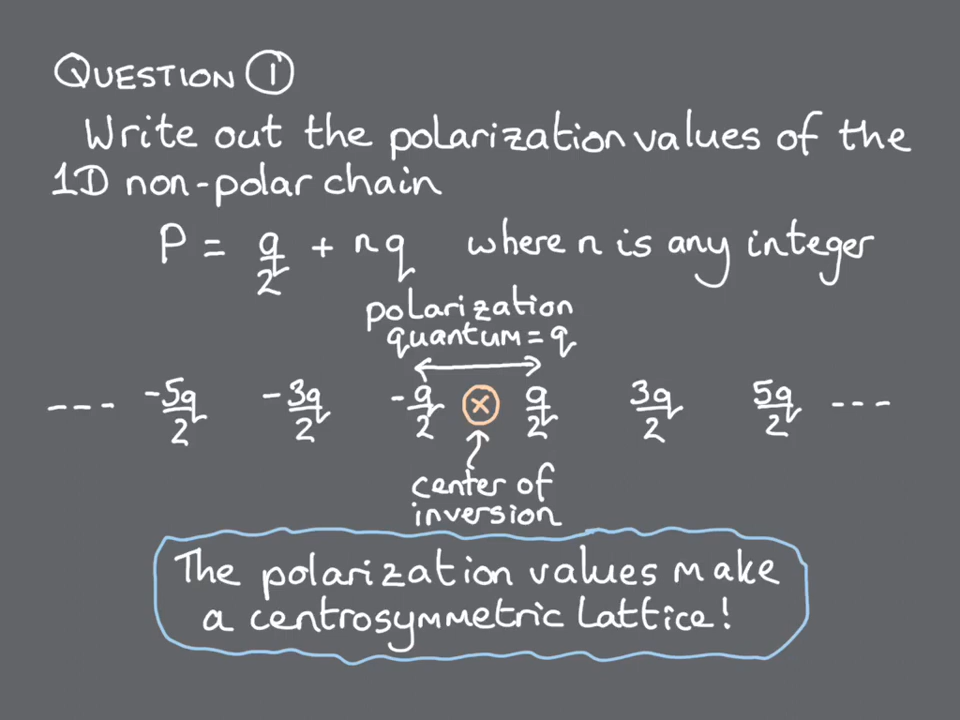 QUESTION ①
Write out the polarization values of the
1D non-polar chain
P = q/2 + nq where n is any integer
polarization
quantum = q
--- -5q/2 -3q/2 -q/2 ⊗ q/2 3q/2 5q/2 ---
center of
inversion
The polarization values make
a centrosymmetric lattice!